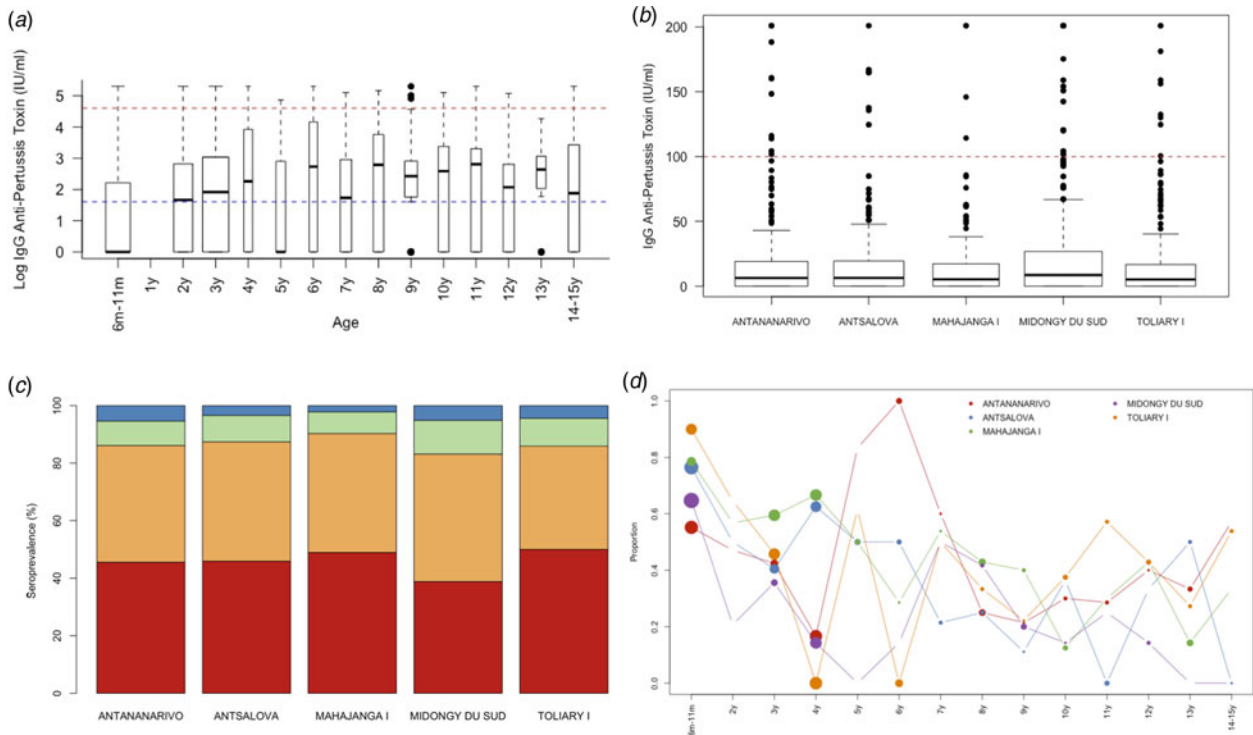 (a)
Log IgG Anti-Pertussis Toxin (IU/ml)
5
4
3
2
1
0
6m-11m 1y 2y 3y 4y 5y 6y 7y 8y 9y 10y 11y 12y 13y 14-15y
Age
(b)
IgG Anti-Pertussis Toxin (IU/ml)
200
150
100
50
0
ANTANANARIVO ANTSALOVA MAHAJANGA I MIDONGY DU SUD TOLIARY I
(c)
Seroprevalence (%)
100
80
60
40
20
0
ANTANANARIVO ANTSALOVA MAHAJANGA I MIDONGY DU SUD TOLIARY I
(d)
Proportion
1.0
0.8
0.6
0.4
0.2
0.0
ANTANANARIVO MIDONGY DU SUD
ANTSALOVA TOLIARY I
MAHAJANGA I
6m-11m 2y 3y 4y 5y 6y 7y 8y 9y 10y 11y 12y 13y 14-15y